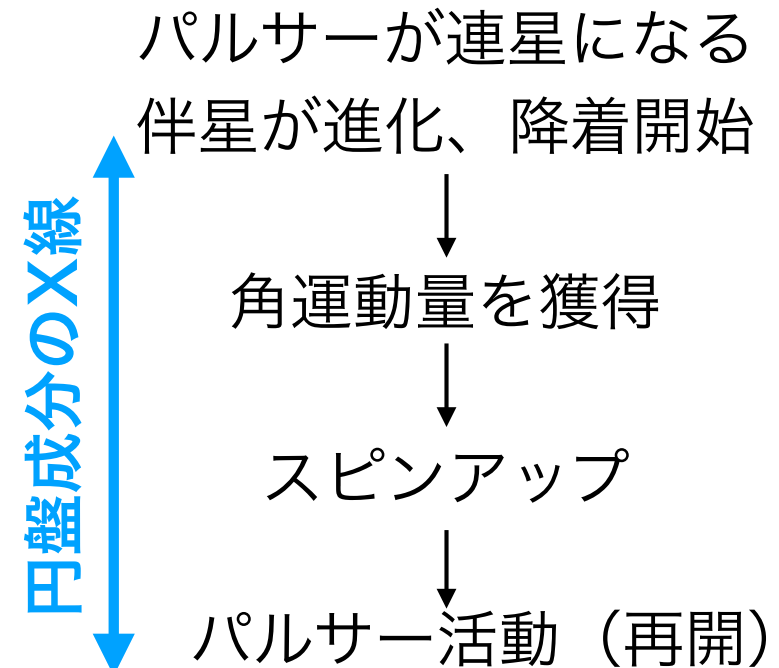 パルサーが連星になる
伴星が進化、降着開始
角運動量を獲得
スピンアップ
パルサー活動（再開）
円盤成分のX線